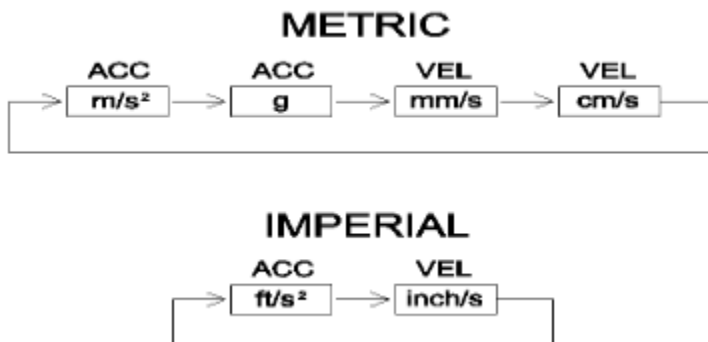 METRIC
ACC ACC VEL VEL
m/s² g mm/s cm/s
IMPERIAL
ACC VEL
ft/s² inch/s